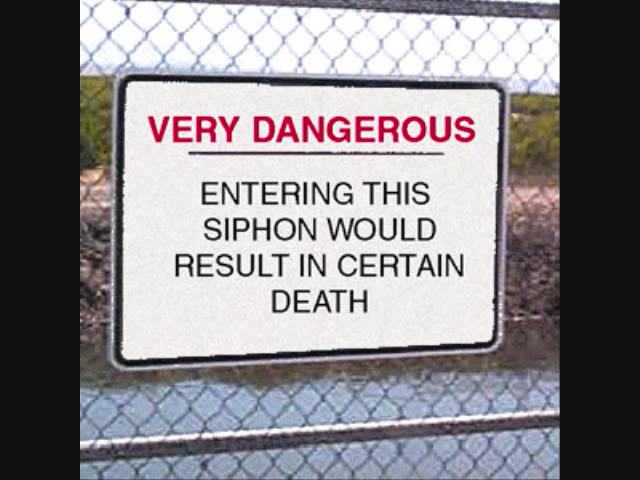 VERY DANGEROUS
ENTERING THIS
SIPHON WOULD
RESULT IN CERTAIN
DEATH